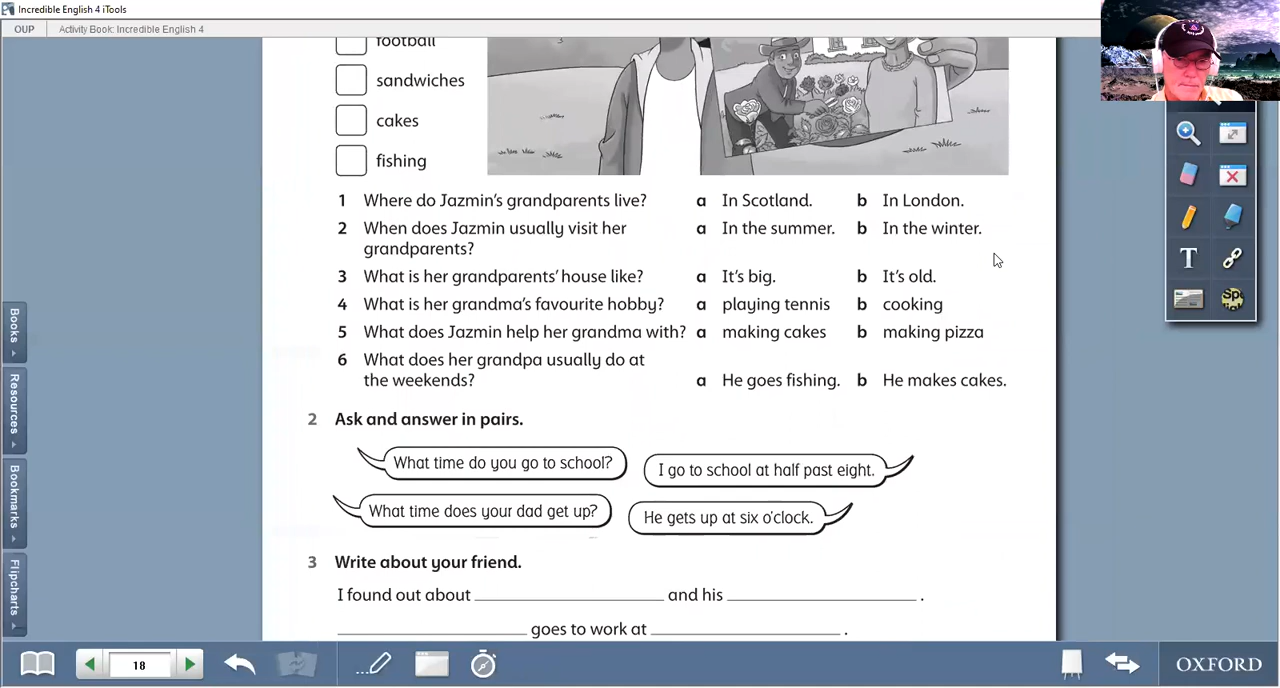 Incredible English 4 iTools
OUP Activity Book: Incredible English 4
football
sandwiches
cakes
fishing
1 Where do Jazmin's grandparents live? a In Scotland. b In London.
2 When does Jazmin usually visit her a In the summer. b In the winter.
grandparents?
3 What is her grandparents' house like? a It's big. b It's old.
4 What is her grandma's favourite hobby? a playing tennis b cooking
5 What does Jazmin help her grandma with? a making cakes b making pizza
6 What does her grandpa usually do at
the weekends? a He goes fishing. b He makes cakes.
2 Ask and answer in pairs.
What time do you go to school?
I go to school at half past eight.
What time does your dad get up?
He gets up at six o'clock.
3 Write about your friend.
I found out about ____ and his ____ .
____ goes to work at ____ .
Books
Resources
Bookmarks
Flipcharts
T
18
OXFORD